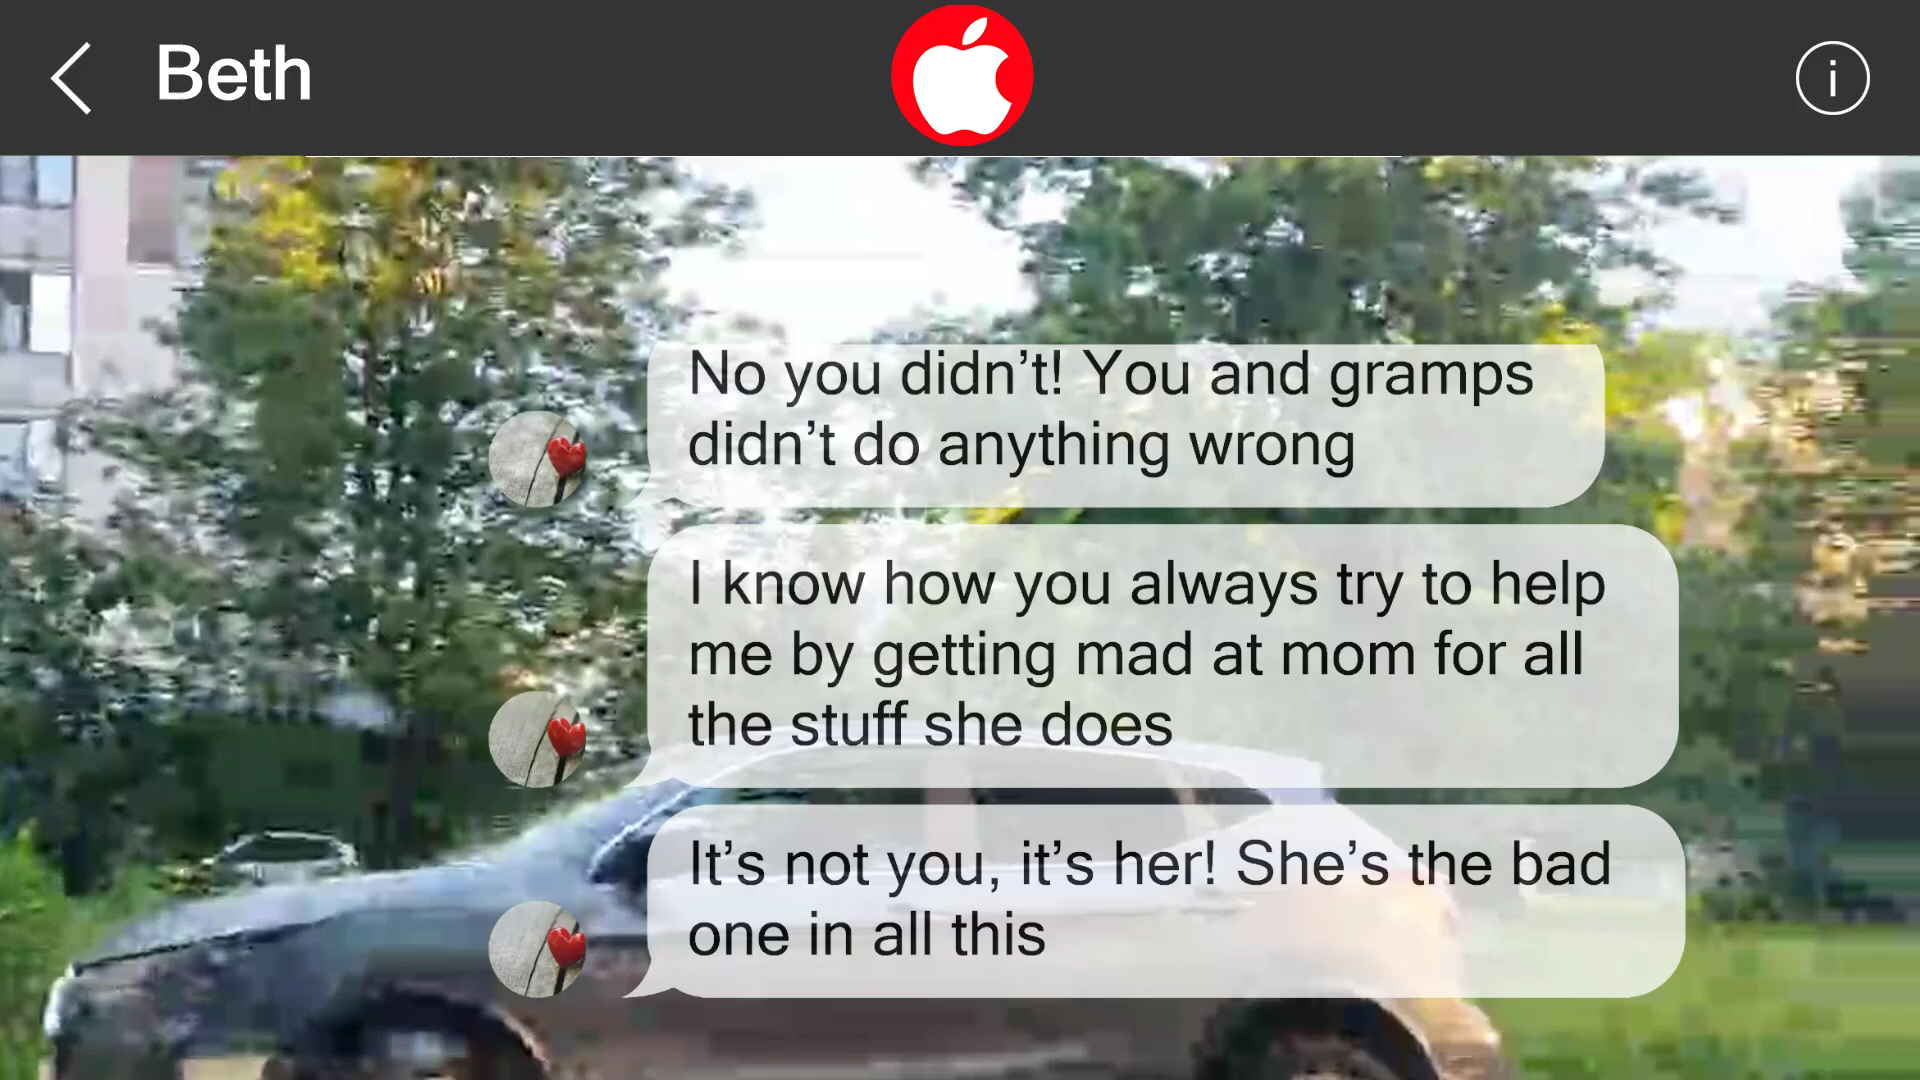 Beth
No you didn’t! You and gramps
didn’t do anything wrong
I know how you always try to help
me by getting mad at mom for all
the stuff she does
It’s not you, it’s her! She’s the bad
one in all this